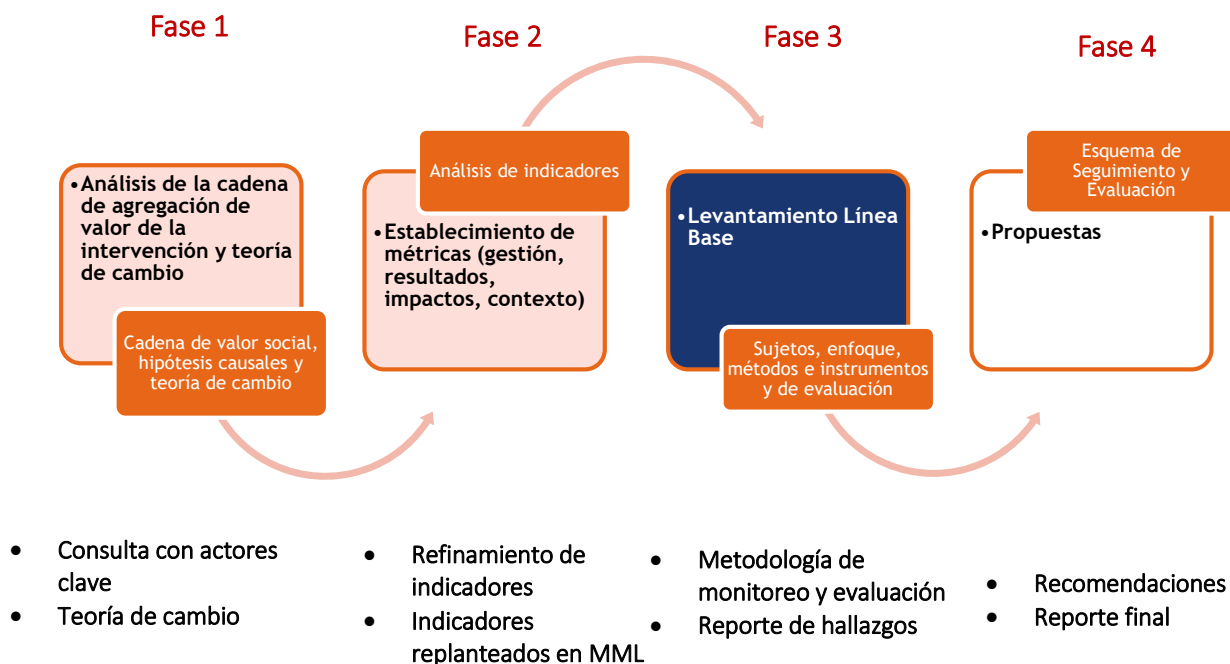 Fase 1
Fase 2
Fase 3
Fase 4
•Análisis de la cadena
de agregación de
valor de la
intervención y teoría
de cambio
Cadena de valor social,
hipótesis causales y
teoría de cambio
Análisis de indicadores
•Establecimiento de
métricas (gestión,
resultados,
impactos, contexto)
•Levantamiento Línea
Base
Sujetos, enfoque,
métodos e instrumentos
y de evaluación
Esquema de
Seguimiento y
Evaluación
•Propuestas
• Consulta con actores
clave
• Teoría de cambio
• Refinamiento de
indicadores
• Indicadores
replanteados en MML
• Metodología de
monitoreo y evaluación
• Reporte de hallazgos
• Recomendaciones
• Reporte final